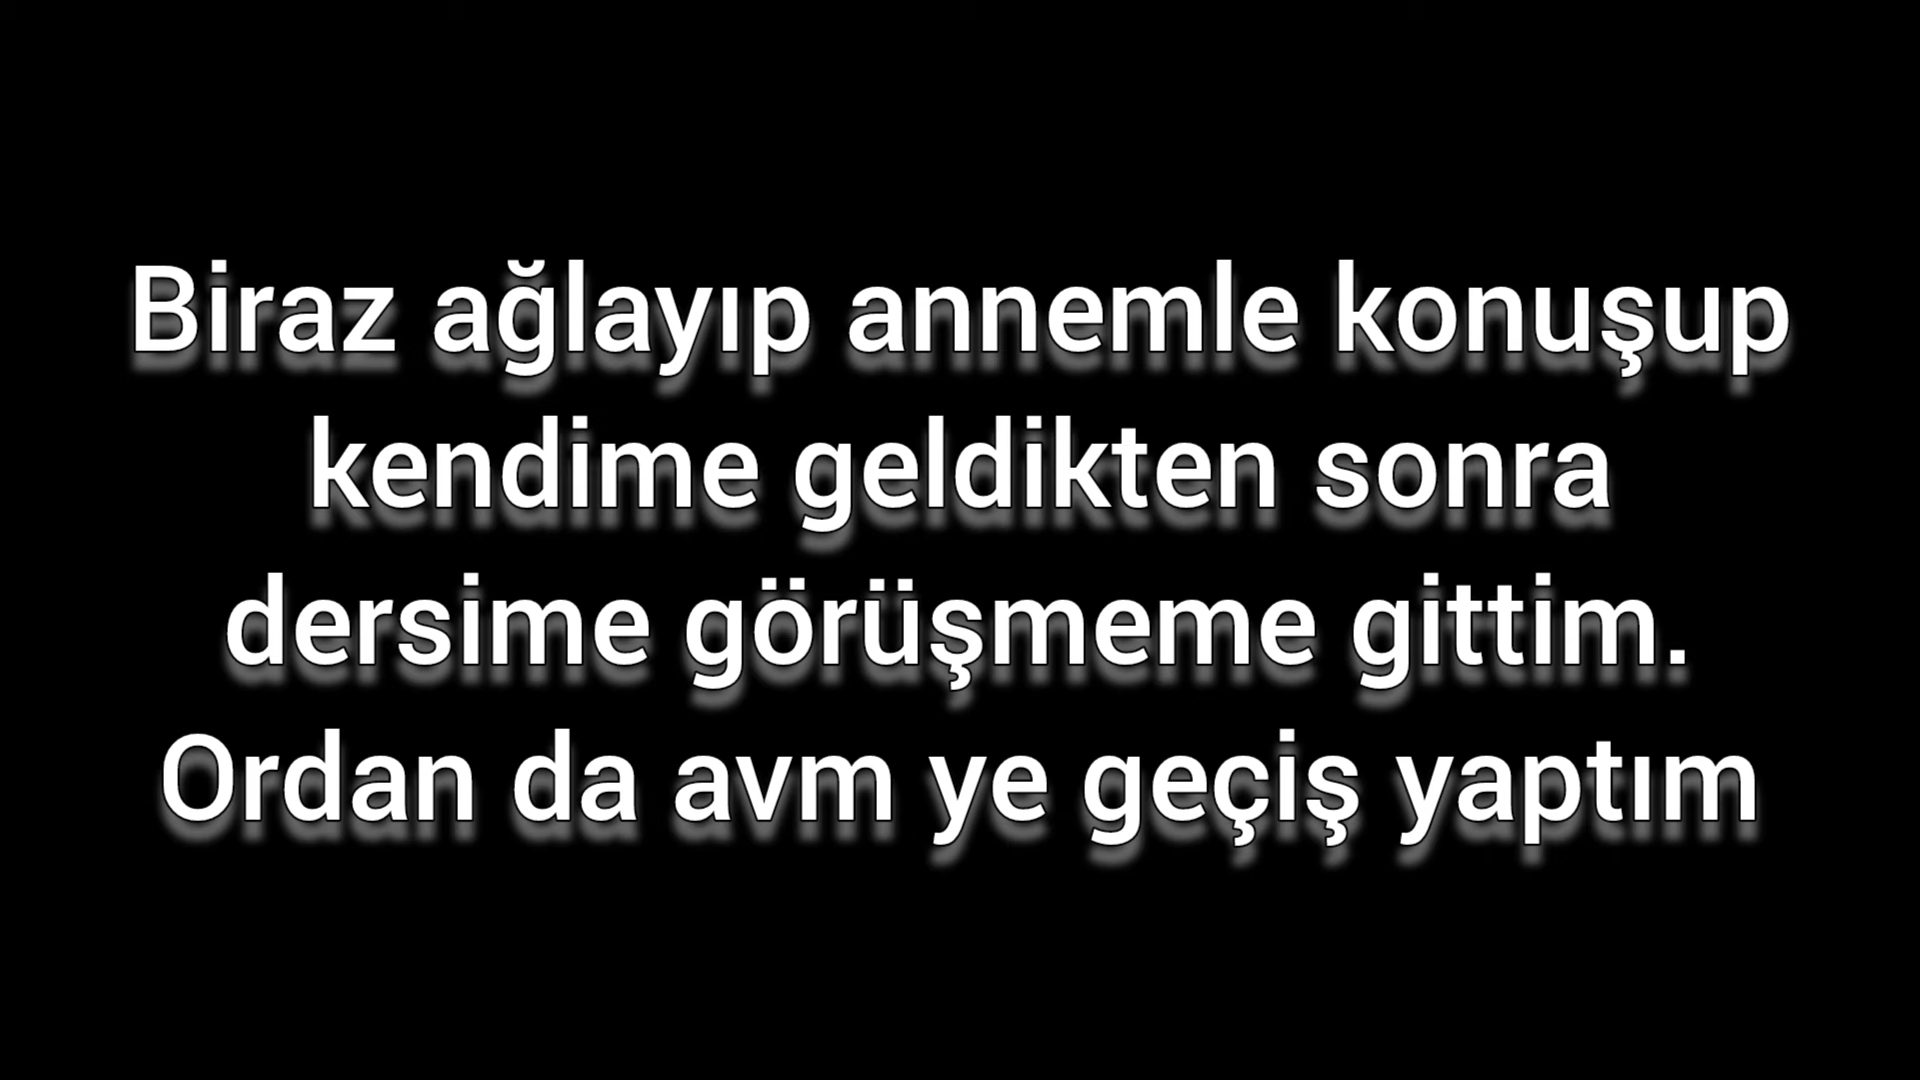 Biraz ağlayıp annemle konuşup
kendime geldikten sonra
dersime görüşmeme gittim.
Ordan da avm ye geçiş yaptım